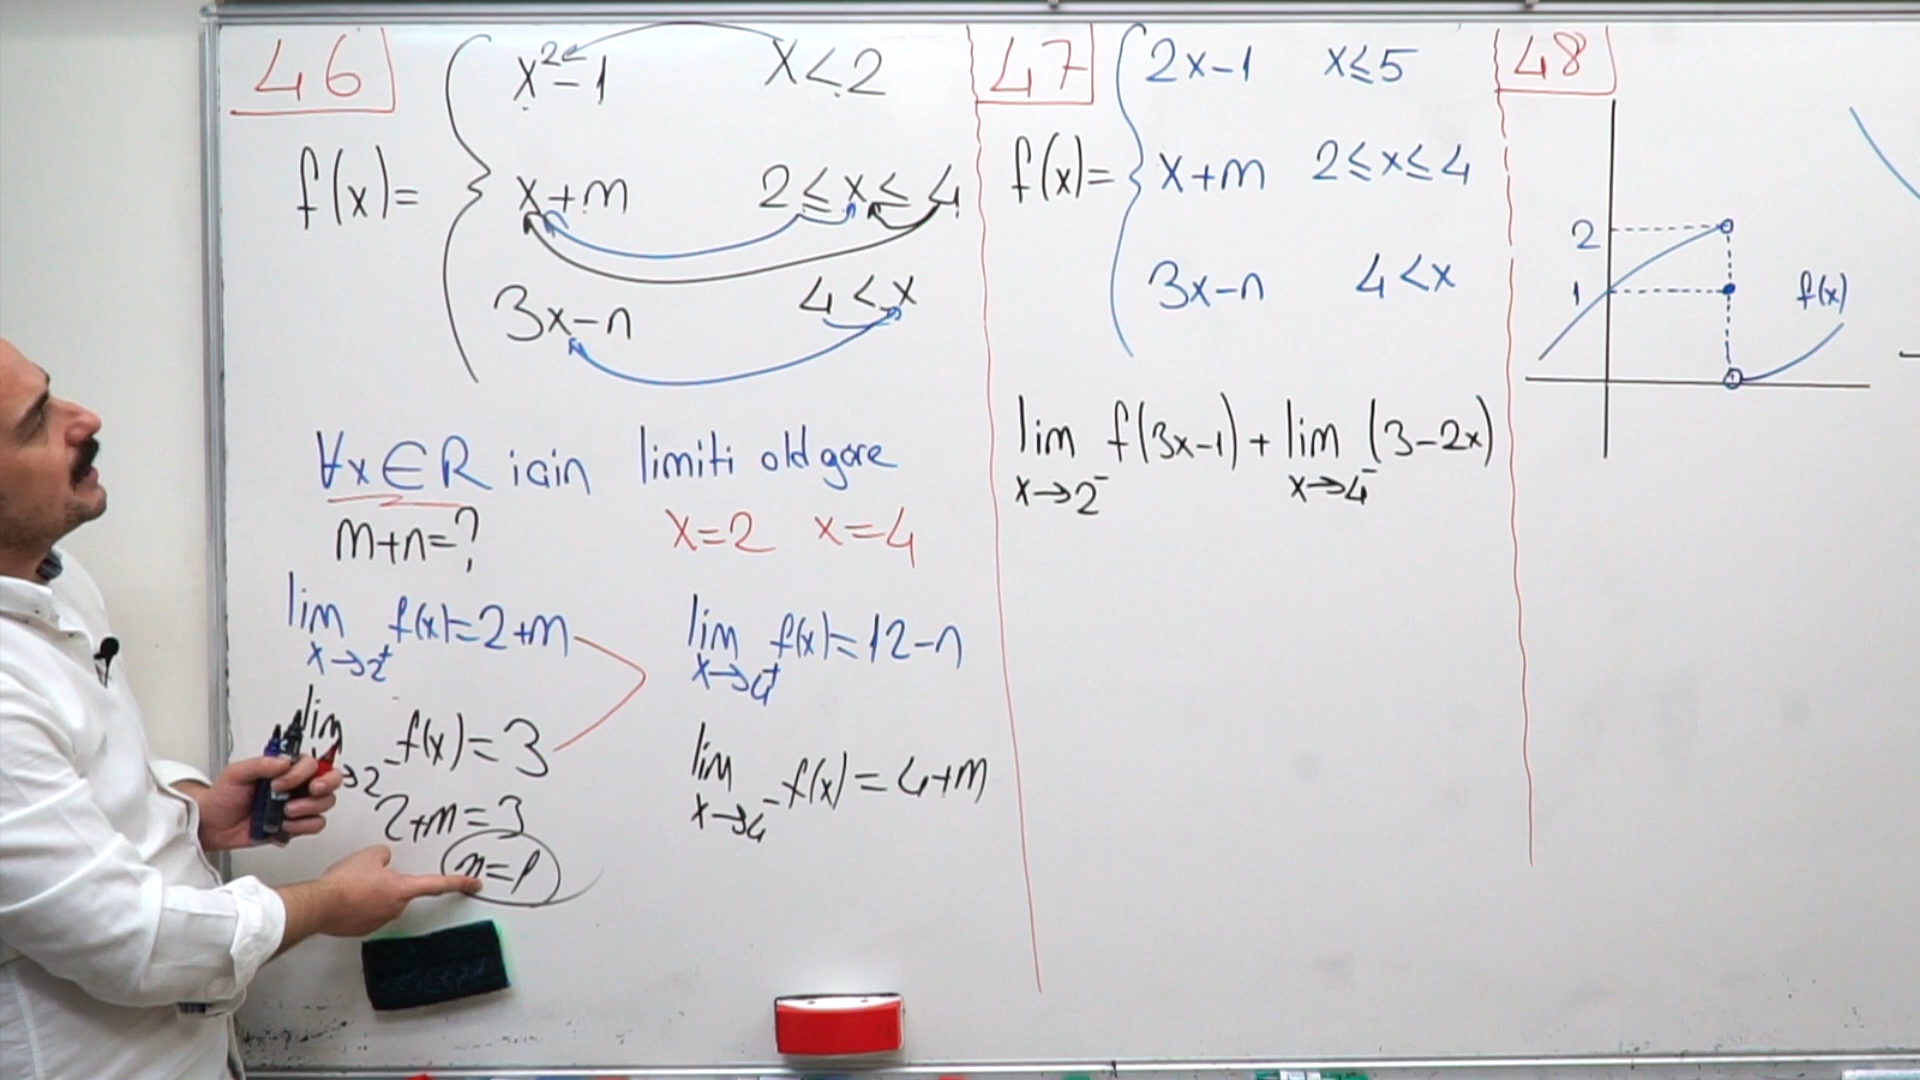 46
f(x)=
x²-1 x<2
x+m 2≤x≤4
3x-n 4<x
∀x∈R için limiti old göre
m+n=? x=2 x=4
lim x→2⁺ f(x)=2+m
lim →2⁻ f(x)=3
2+m=3
=1
lim x→4⁺ f(x)=12-n
lim x→4⁻ f(x)=4+m
47
f(x)=
2x-1 x≤5
x+m 2≤x≤4
3x-n 4<x
lim x→2⁻ f(3x-1)+lim x→4⁻ (3-2x)
48
2
1
f(x)